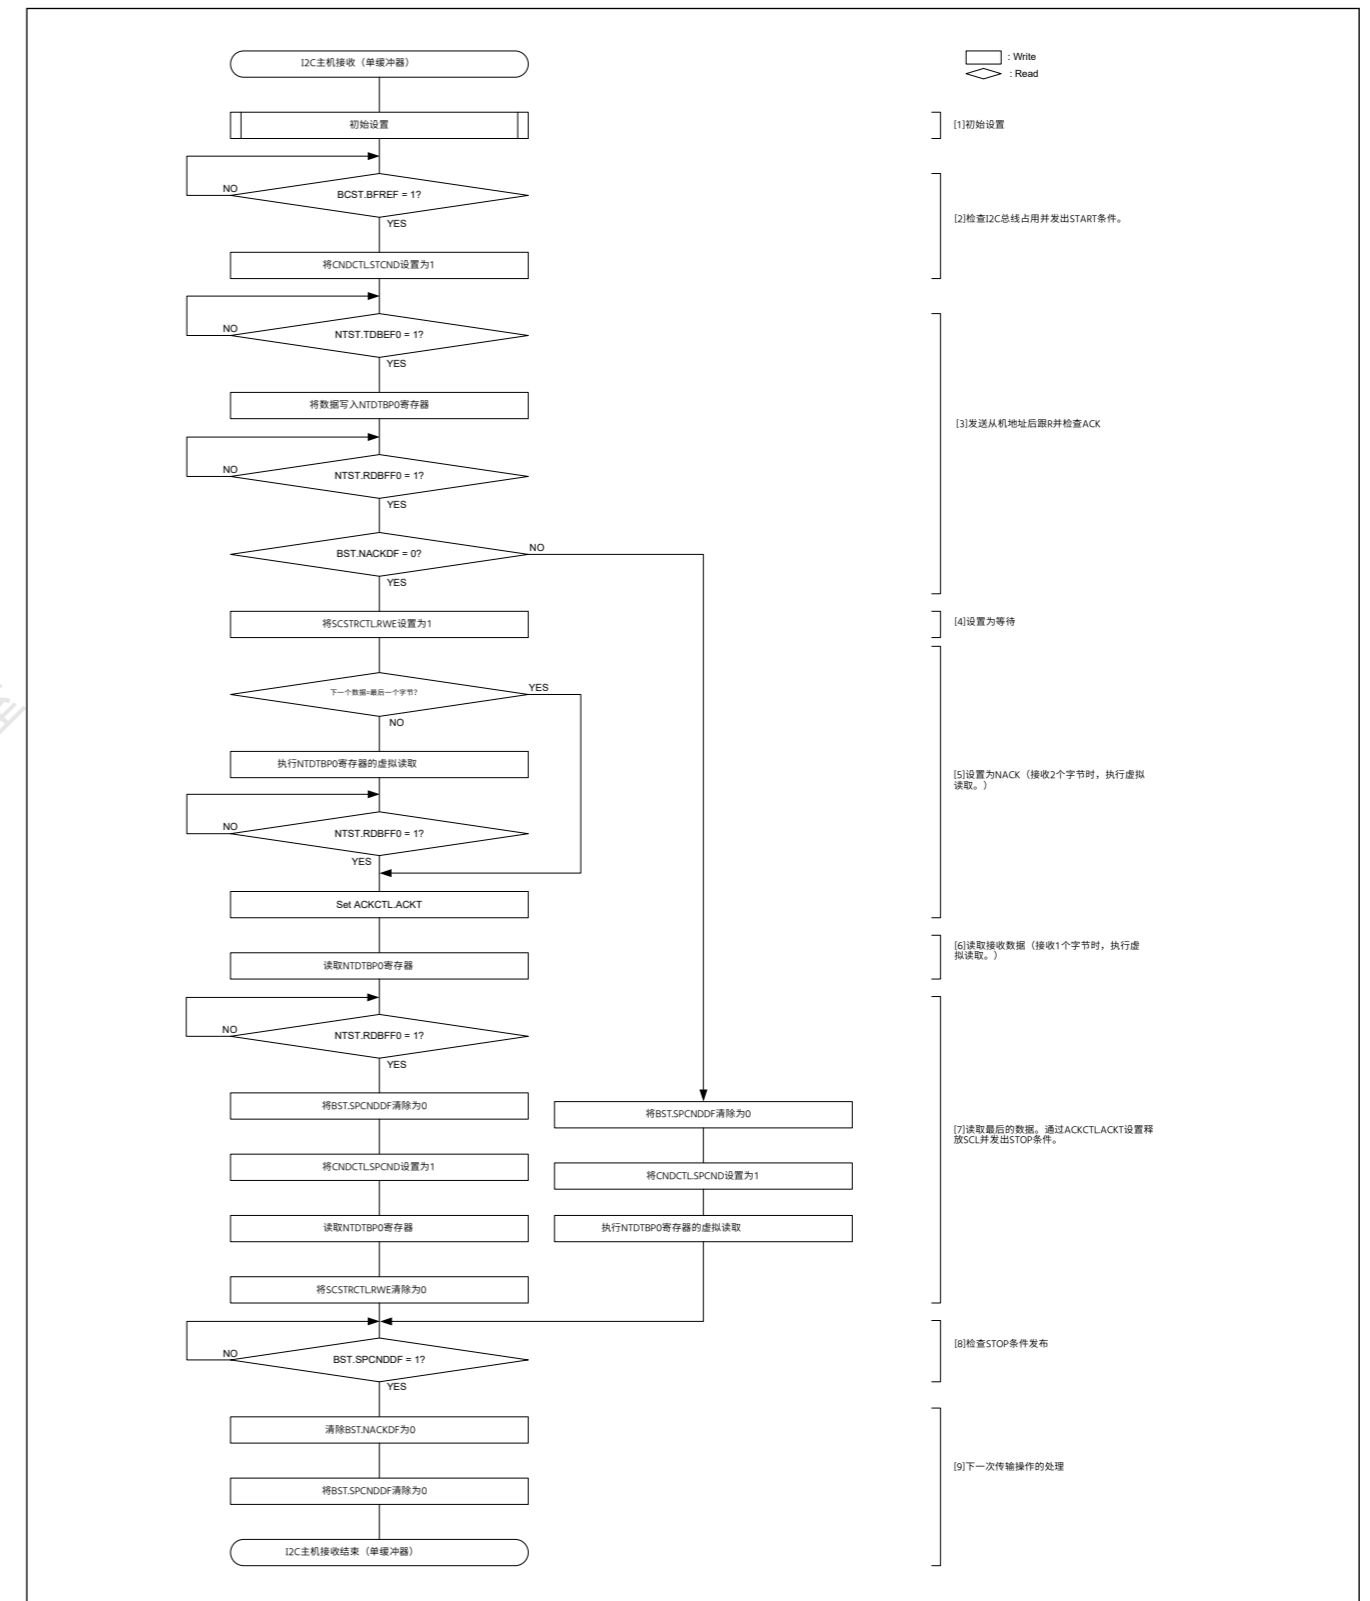 I2C主机接收（单缓冲器）
: Write
: Read
初始设置
[1]初始设置
NO
BCST.BFREF = 1?
YES
[2]检查I2C总线占用并发出START条件。
将CNDCTL.STCND设置为1
NO
NTST.TDBEF0 = 1?
YES
将数据写入NTDTBP0寄存器
[3]发送从机地址后跟R并检查ACK
NO
NTST.RDBFF0 = 1?
YES
BST.NACKDF = 0?
NO
YES
将SCSTRCTL.RWE设置为1
[4]设置为等待
下一个数据=最后一个字节?
YES
NO
执行NTDTBP0寄存器的虚拟读取
[5]设置为NACK（接收2个字节时，执行虚拟
读取。）
NO
NTST.RDBFF0 = 1?
YES
Set ACKCTL.ACKT
[6]读取接收数据（接收1个字节时，执行虚
拟读取。）
读取NTDTBP0寄存器
NO
NTST.RDBFF0 = 1?
YES
将BST.SPCNDDF清除为0
将BST.SPCNDDF清除为0
[7]读取最后的数据。通过ACKCTL.ACKT设置释
放SCL并发出STOP条件。
将CNDCTL.SPCND设置为1
将CNDCTL.SPCND设置为1
读取NTDTBP0寄存器
执行NTDTBP0寄存器的虚拟读取
将SCSTRCTL.RWE清除为0
NO
BST.SPCNDDF = 1?
YES
[8]检查STOP条件发布
清除BST.NACKDF为0
[9]下一次传输操作的处理
将BST.SPCNDDF清除为0
I2C主机接收结束（单缓冲器）